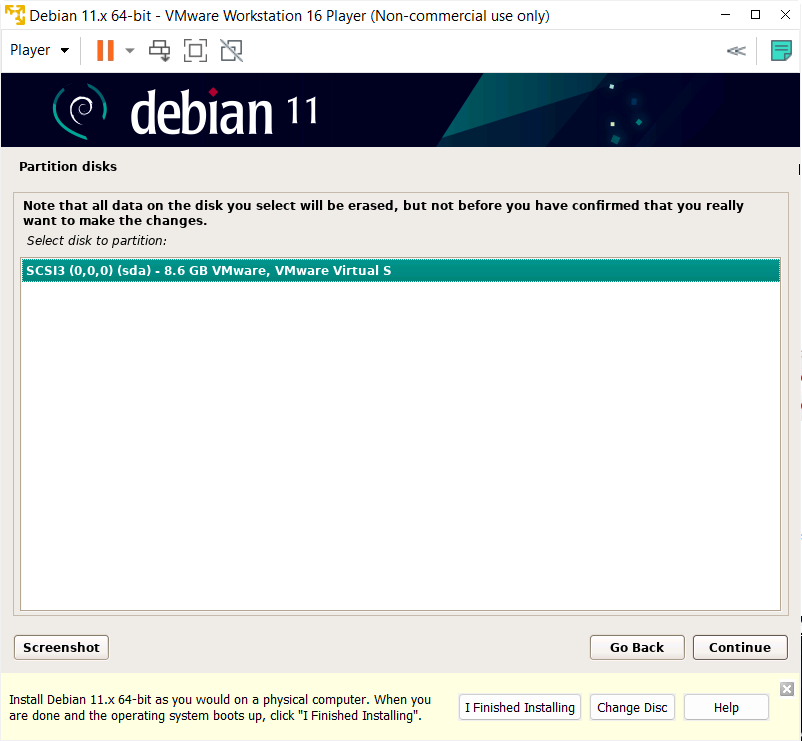 Debian 11.x 64-bit - VMware Workstation 16 Player (Non-commercial use only)
Player
debian 11
Partition disks
Note that all data on the disk you select will be erased, but not before you have confirmed that you really
want to make the changes.
Select disk to partition:
SCSI3 (0,0,0) (sda) - 8.6 GB VMware, VMware Virtual S
Screenshot
Go Back
Continue
Install Debian 11.x 64-bit as you would on a physical computer. When you
are done and the operating system boots up, click "I Finished Installing".
I Finished Installing
Change Disc
Help